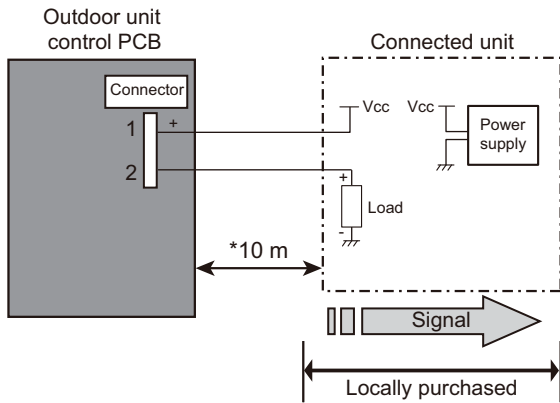 Outdoor unit
control PCB
Connected unit
Connector
1
+
2
Vcc
Vcc
Power
supply
+
Load
-
*10 m
Signal
Locally purchased